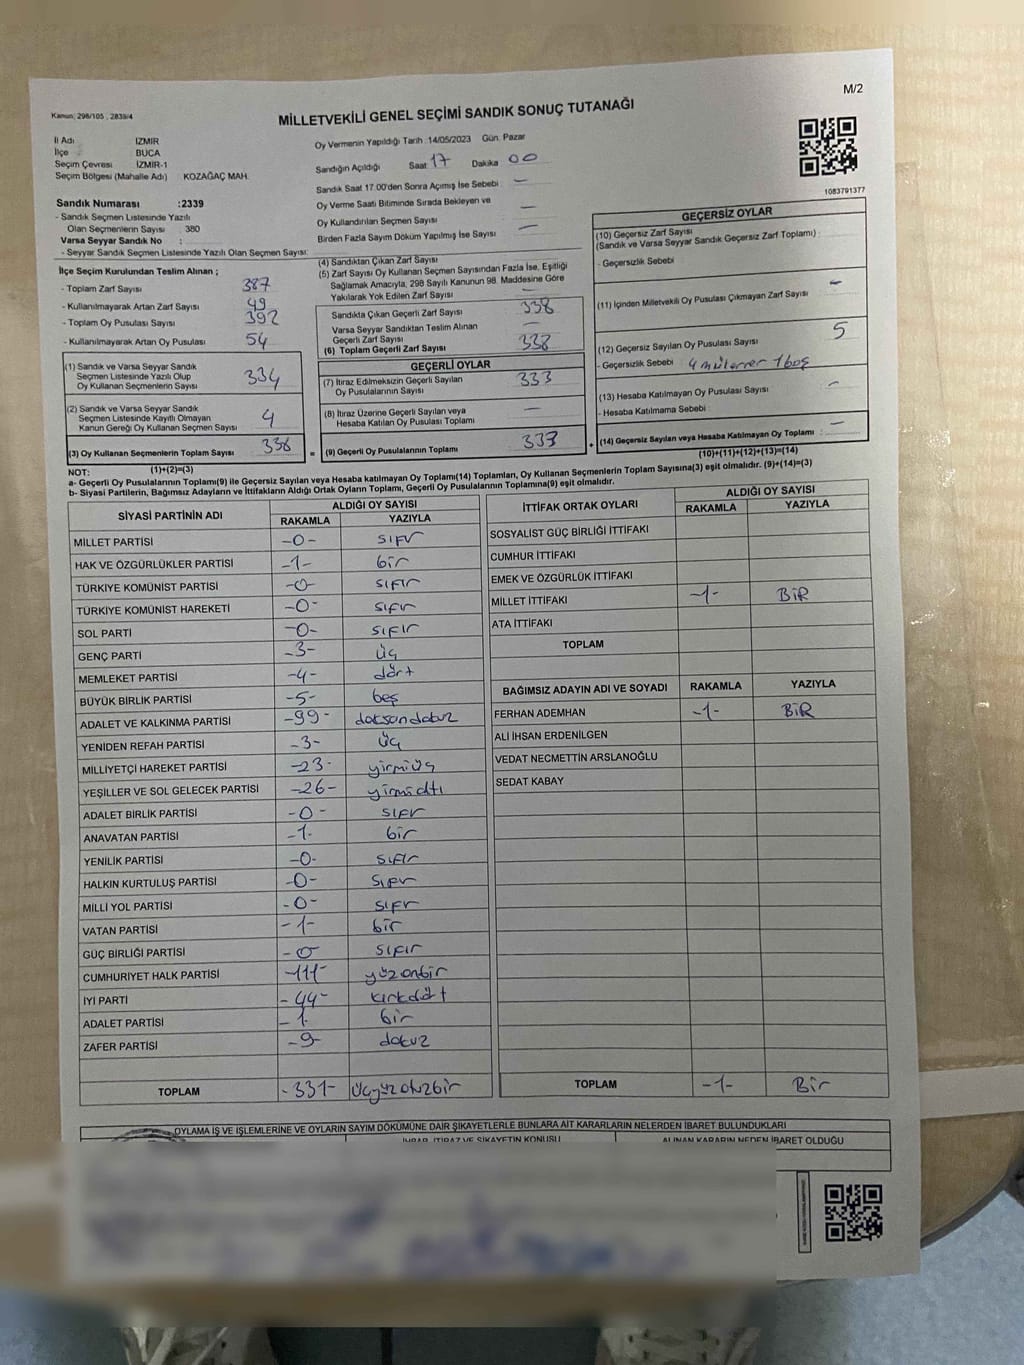 M/2
Kanun; 298/105 , 2839/4
MİLLETVEKİLİ GENEL SEÇİMİ SANDIK SONUÇ TUTANAĞI
1083791377
İl Adı İZMİR
İlçe BUCA
Seçim Çevresi İZMİR-1
Seçim Bölgesi (Mahalle Adı) KOZAĞAÇ MAH.
Sandık Numarası :2339
- Sandık Seçmen Listesinde Yazılı
Olan Seçmenlerin Sayısı 380
Varsa Seyyar Sandık No :
- Seyyar Sandık Seçmen Listesinde Yazılı Olan Seçmen Sayısı:
Oy Vermenin Yapıldığı Tarih :14/05/2023 Gün: Pazar
Sandığın Açıldığı Saat 17 Dakika 00
Sandık Saat 17.00'den Sonra Açılmış İse Sebebi —
Oy Verme Saati Bitiminde Sırada Bekleyen ve
Oy Kullandırılan Seçmen Sayısı —
Birden Fazla Sayım Döküm Yapılmış İse Sayısı —
İlçe Seçim Kurulundan Teslim Alınan ;
- Toplam Zarf Sayısı 387
- Kullanılmayarak Artan Zarf Sayısı 49
- Toplam Oy Pusulası Sayısı 392
- Kullanılmayarak Artan Oy Pusulası 54
(1) Sandık ve Varsa Seyyar Sandık
Seçmen Listesinde Yazılı Olup
Oy Kullanan Seçmenlerin Sayısı 334
(2) Sandık ve Varsa Seyyar Sandık
Seçmen Listesinde Kayıtlı Olmayan
Kanun Gereği Oy Kullanan Seçmen Sayısı 4
(3) Oy Kullanan Seçmenlerin Toplam Sayısı 338
(1)+(2)=(3)
(4) Sandıktan Çıkan Zarf Sayısı
(5) Zarf Sayısı Oy Kullanan Seçmen Sayısından Fazla İse, Eşitliği
Sağlamak Amacıyla, 298 Sayılı Kanunun 98. Maddesine Göre
Yakılarak Yok Edilen Zarf Sayısı —
Sandıkta Çıkan Geçerli Zarf Sayısı 338
Varsa Seyyar Sandıktan Teslim Alınan
Geçerli Zarf Sayısı —
(6) Toplam Geçerli Zarf Sayısı 338
GEÇERLİ OYLAR
(7) İtiraz Edilmeksizin Geçerli Sayılan
Oy Pusulalarının Sayısı 333
(8) İtiraz Üzerine Geçerli Sayılan veya
Hesaba Katılan Oy Pusulası Toplamı —
= (9) Geçerli Oy Pusulalarının Toplamı 333
GEÇERSİZ OYLAR
(10) Geçersiz Zarf Sayısı
(Sandık ve Varsa Seyyar Sandık Geçersiz Zarf Toplamı) :
- Geçersizlik Sebebi :
(11) İçinden Milletvekili Oy Pusulası Çıkmayan Zarf Sayısı —
(12) Geçersiz Sayılan Oy Pusulası Sayısı 5
- Geçersizlik Sebebi 4 mühürer 1 boş
(13) Hesaba Katılmayan Oy Pusulası Sayısı —
- Hesaba Katılmama Sebebi :
+ (14) Geçersiz Sayılan veya Hesaba Katılmayan Oy Toplamı : —
(10)+(11)+(12)+(13)=(14)
NOT:
a- Geçerli Oy Pusulalarının Toplamı(9) ile Geçersiz Sayılan veya Hesaba katılmayan Oy Toplamı(14) Toplamları, Oy Kullanan Seçmenlerin Toplam Sayısına(3) eşit olmalıdır. (9)+(14)=(3)
b- Siyasi Partilerin, Bağımsız Adayların ve İttifakların Aldığı Ortak Oyların Toplamı, Geçerli Oy Pusulalarının Toplamına(9) eşit olmalıdır.
SİYASİ PARTİNİN ADI ALDIĞI OY SAYISI
RAKAMLA YAZIYLA
MİLLET PARTİSİ -0- sıfır
HAK VE ÖZGÜRLÜKLER PARTİSİ -1- bir
TÜRKİYE KOMÜNİST PARTİSİ -0- sıfır
TÜRKİYE KOMÜNİST HAREKETİ -0- sıfır
SOL PARTİ -0- sıfır
GENÇ PARTİ -3- üç
MEMLEKET PARTİSİ -4- dört
BÜYÜK BİRLİK PARTİSİ -5- beş
ADALET VE KALKINMA PARTİSİ -99- doksandokuz
YENİDEN REFAH PARTİSİ -3- üç
MİLLİYETÇİ HAREKET PARTİSİ -23- yirmiüç
YEŞİLLER VE SOL GELECEK PARTİSİ -26- yirmialtı
ADALET BİRLİK PARTİSİ -0- sıfır
ANAVATAN PARTİSİ -1- bir
YENİLİK PARTİSİ -0- sıfır
HALKIN KURTULUŞ PARTİSİ -0- sıfır
MİLLİ YOL PARTİSİ -0- sıfır
VATAN PARTİSİ -1- bir
GÜÇ BİRLİĞİ PARTİSİ -0 sıfır
CUMHURİYET HALK PARTİSİ -111- yüzonbir
İYİ PARTİ -44- kırkdört
ADALET PARTİSİ -1- bir
ZAFER PARTİSİ -9- dokuz
TOPLAM -331- üçyüzotuzbir
İTTİFAK ORTAK OYLARI ALDIĞI OY SAYISI
RAKAMLA YAZIYLA
SOSYALİST GÜÇ BİRLİĞİ İTTİFAKI
CUMHUR İTTİFAKI
EMEK VE ÖZGÜRLÜK İTTİFAKI
MİLLET İTTİFAKI -1- BİR
ATA İTTİFAKI
TOPLAM
BAĞIMSIZ ADAYIN ADI VE SOYADI RAKAMLA YAZIYLA
FERHAN ADEMHAN -1- BİR
ALİ İHSAN ERDENİLGEN
VEDAT NECMETTİN ARSLANOĞLU
SEDAT KABAY
TOPLAM -1- Bir
OYLAMA İŞ VE İŞLEMLERİNE VE OYLARIN SAYIM DÖKÜMÜNE DAİR ŞİKAYETLERLE BUNLARA AİT KARARLARIN NELERDEN İBARET BULUNDUKLARI
İHBAR, İTİRAZ VE ŞİKAYETİN KONUSU ALINAN KARARIN NEDEN İBARET OLDUĞU